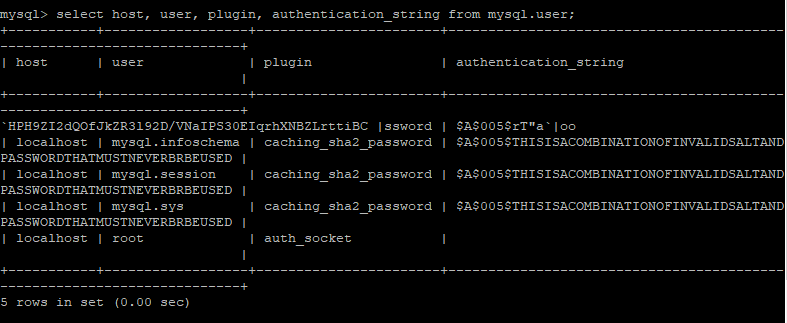 mysql> select host, user, plugin, authentication_string from mysql.user;
+-----------+------------------+-----------------------+------------------------------------------
------------------------------+
| host      | user             | plugin                | authentication_string
                              |
+-----------+------------------+-----------------------+------------------------------------------
------------------------------+
`HPH9ZI2dQOfJkZR3l92D/VNaIPS30EIqrhXNBZLrttiBC |ssword | $A$005$rT"a`|oo
| localhost | mysql.infoschema | caching_sha2_password | $A$005$THISISACOMBINATIONOFINVALIDSALTAND
PASSWORDTHATMUSTNEVERBRBEUSED |
| localhost | mysql.session    | caching_sha2_password | $A$005$THISISACOMBINATIONOFINVALIDSALTAND
PASSWORDTHATMUSTNEVERBRBEUSED |
| localhost | mysql.sys        | caching_sha2_password | $A$005$THISISACOMBINATIONOFINVALIDSALTAND
PASSWORDTHATMUSTNEVERBRBEUSED |
| localhost | root             | auth_socket           |
                              |
+-----------+------------------+-----------------------+------------------------------------------
------------------------------+
5 rows in set (0.00 sec)